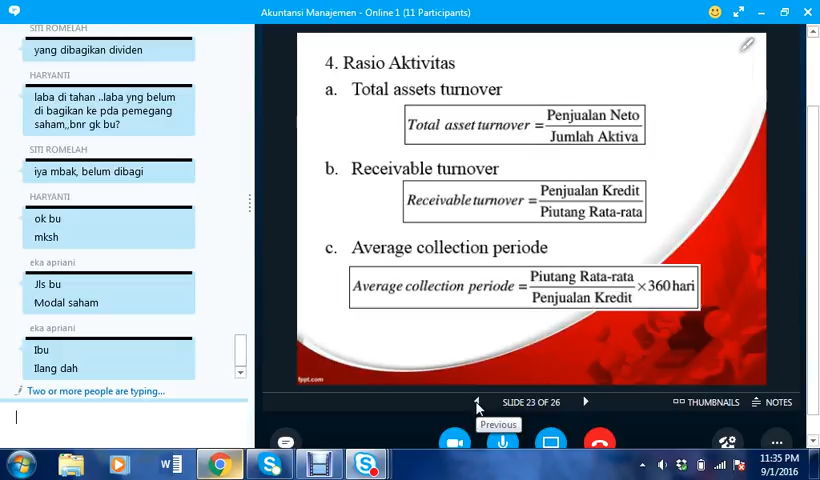 Akuntansi Manajemen - Online 1 (11 Participants)
SITI ROMELAH
yang dibagikan dividen
HARYANTI
laba di tahan ..laba yng belum
di bagikan ke pda pemegang
saham,,bnr gk bu?
SITI ROMELAH
iya mbak, belum dibagi
HARYANTI
ok bu
mksh
eka apriani
Jls bu
Modal saham
eka apriani
Ibu
Ilang dah
Two or more people are typing...
4. Rasio Aktivitas
a. Total assets turnover
Total asset turnover = Penjualan Neto / Jumlah Aktiva
b. Receivable turnover
Receivable turnover = Penjualan Kredit / Piutang Rata-rata
c. Average collection periode
Average collection periode = Piutang Rata-rata / Penjualan Kredit × 360 hari
fppt.com
SLIDE 23 OF 26
THUMBNAILS
NOTES
Previous
11:35 PM
9/1/2016